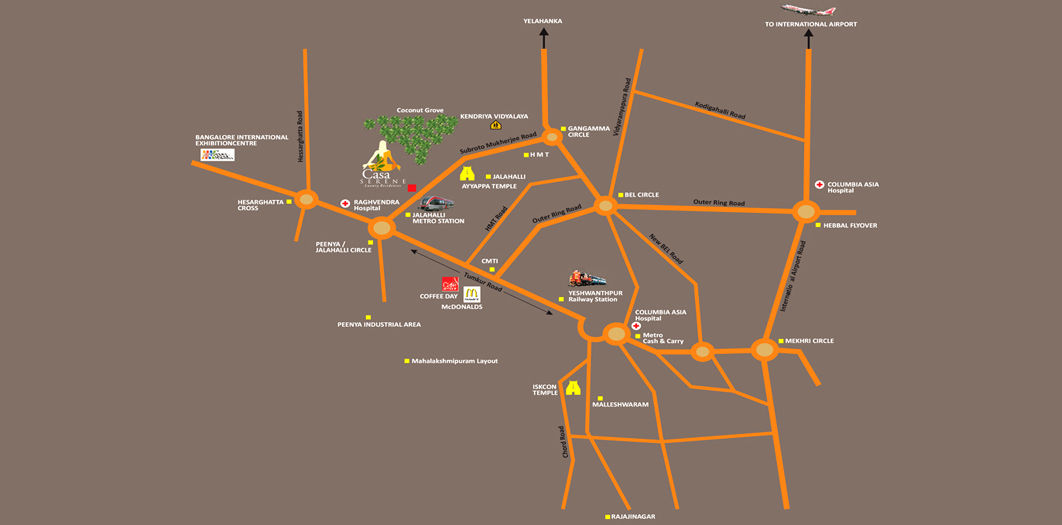 YELAHANKA
TO INTERNATIONAL AIRPORT
Coconut Grove
KENDRIYA VIDYALAYA
Hessarghatta Road
BANGALORE INTERNATIONAL
EXHIBITIONCENTRE
Casa
SERENE
Subroto Mukherjee Road
GANGAMMA
CIRCLE
H M T
Vidyaranyapura Road
Kodigahalli Road
JALAHALLI
AYYAPPA TEMPLE
COLUMBIA ASIA
Hospital
HESARGHATTA
CROSS
RAGHVENDRA
Hospital
JALAHALLI
METRO STATION
HMT Road
Outer Ring Road
BEL CIRCLE
Outer Ring Road
HEBBAL FLYOVER
PEENYA /
JALAHALLI CIRCLE
CMTI
New BEL Road
Internatio al Airport Road
Tumkur Road
COFFEE DAY
McDONALDS
YESHWANTHPUR
Railway Station
COLUMBIA ASIA
Hospital
Metro
Cash & Carry
MEKHRI CIRCLE
PEENYA INDUSTRIAL AREA
Mahalakshmipuram Layout
ISKCON
TEMPLE
MALLESHWARAM
Chord Road
RAJAJINAGAR